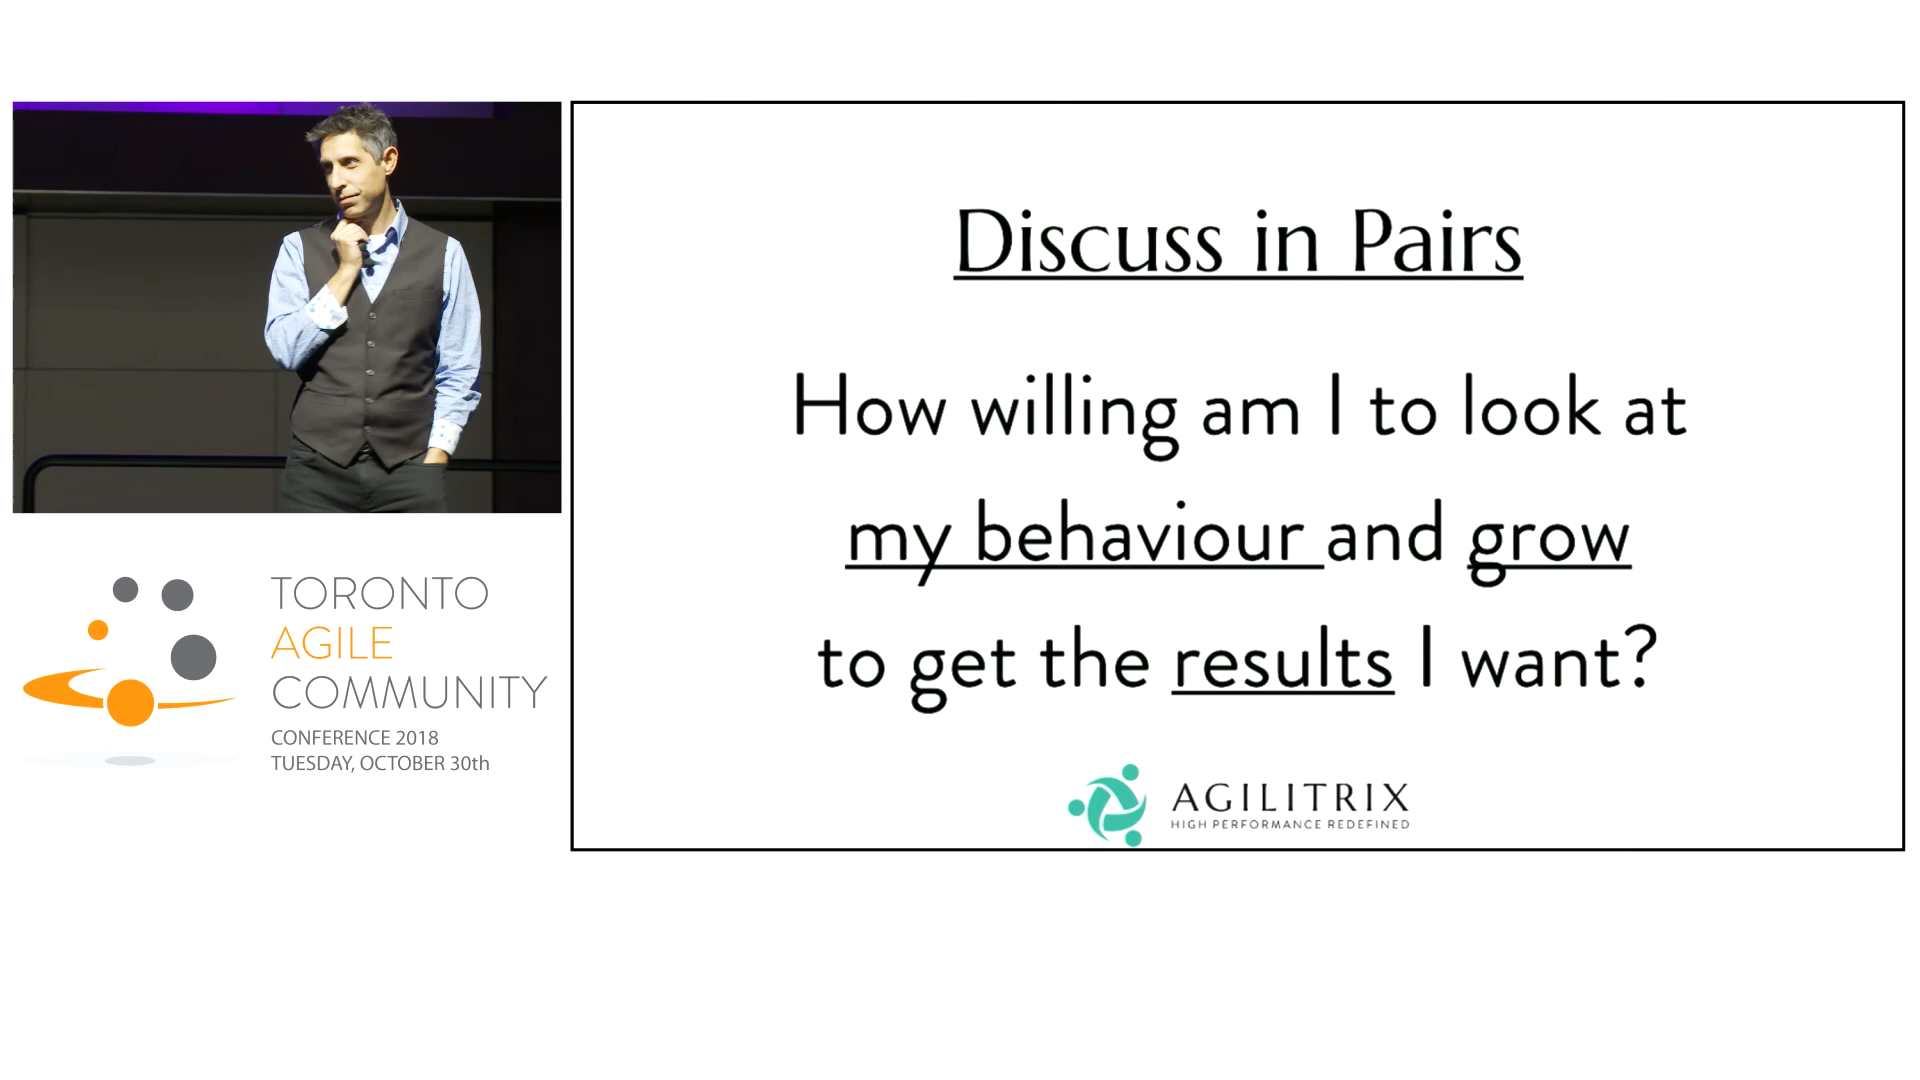 Discuss in Pairs
How willing am I to look at
my behaviour and grow
to get the results I want?
AGILITRIX
HIGH PERFORMANCE REDEFINED
TORONTO
AGILE
COMMUNITY
CONFERENCE 2018
TUESDAY, OCTOBER 30th